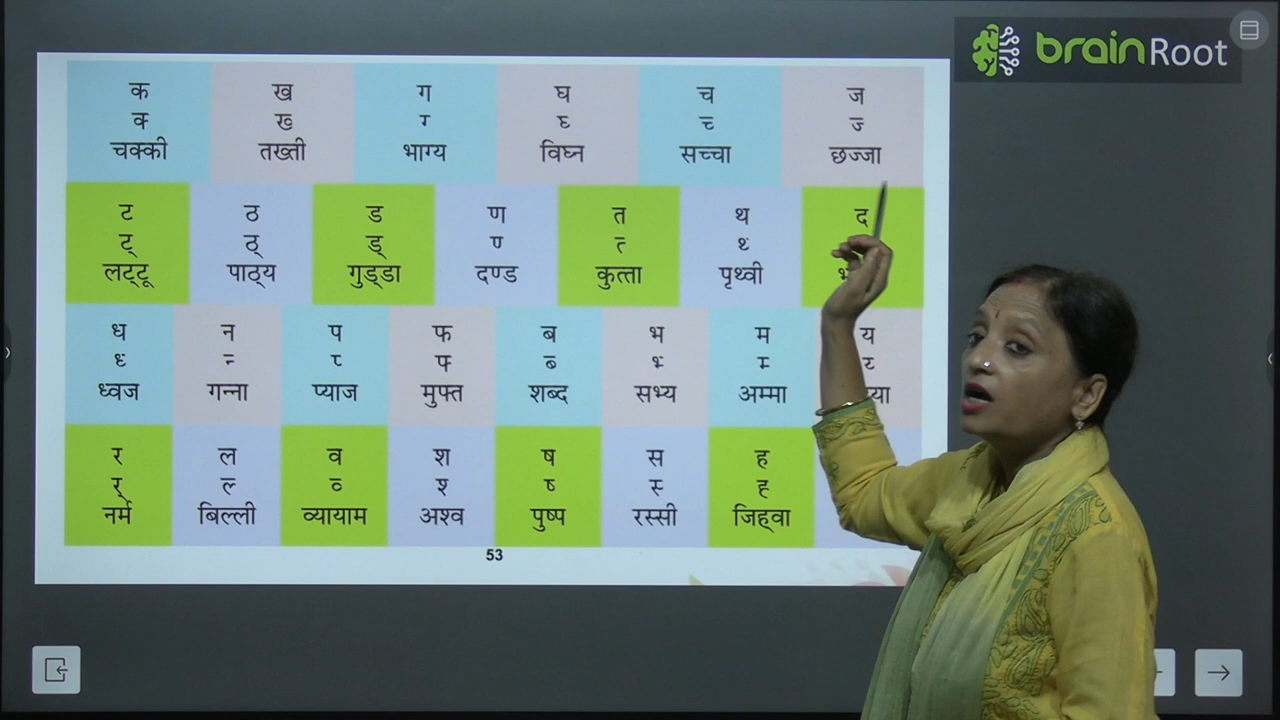 brainRoot
क ख ग घ च ज
क्‍ ख्‍ ग्‍ घ्‍ च्‍ ज्‍
चक्की तख्ती भाग्य विघ्न सच्चा छज्जा
ट ठ ड ण त थ द
ट् ठ् ड् ण्‍ त्‍ थ्‍
लट्‌टू पाठ्‌य गुड्‌डा दण्ड कुत्ता पृथ्वी
ध न प फ ब भ म य
ध्‍ न्‍ प्‍ फ्‍ ब्‍ भ्‍ म्‍ य्‍
ध्वज गन्ना प्याज मुफ्त शब्द सभ्य अम्मा
र ल व श ष स ह
र्‍ ल्‍ व्‍ श्‍ ष्‍ स्‍ ह्‍
नर्म बिल्ली व्यायाम अश्व पुष्प रस्सी जिह्‌वा
53